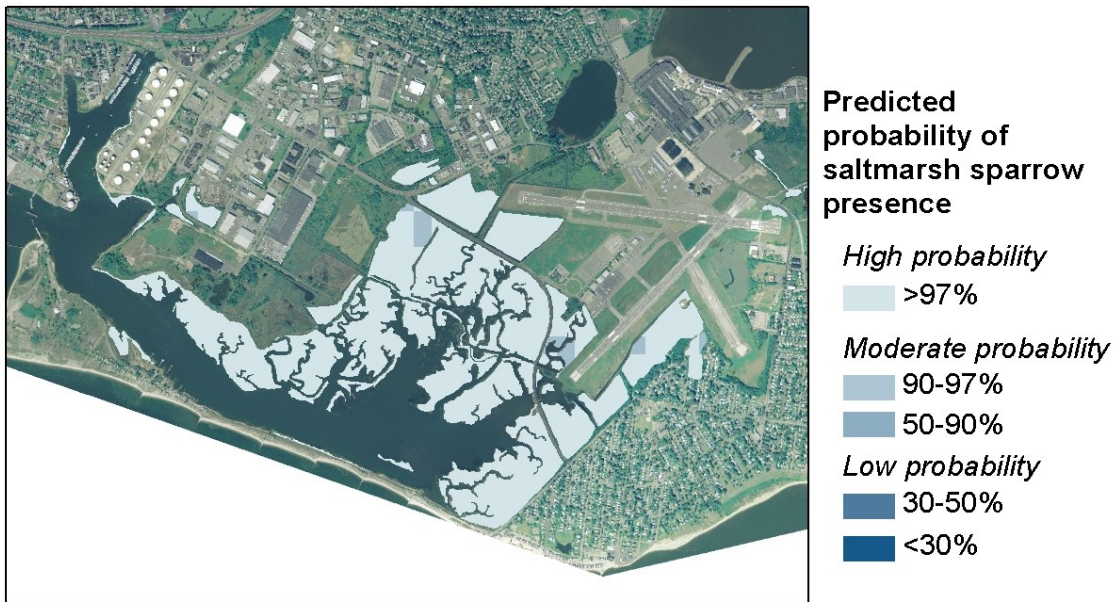 Predicted
probability of
saltmarsh sparrow
presence
High probability
>97%
Moderate probability
90-97%
50-90%
Low probability
30-50%
<30%